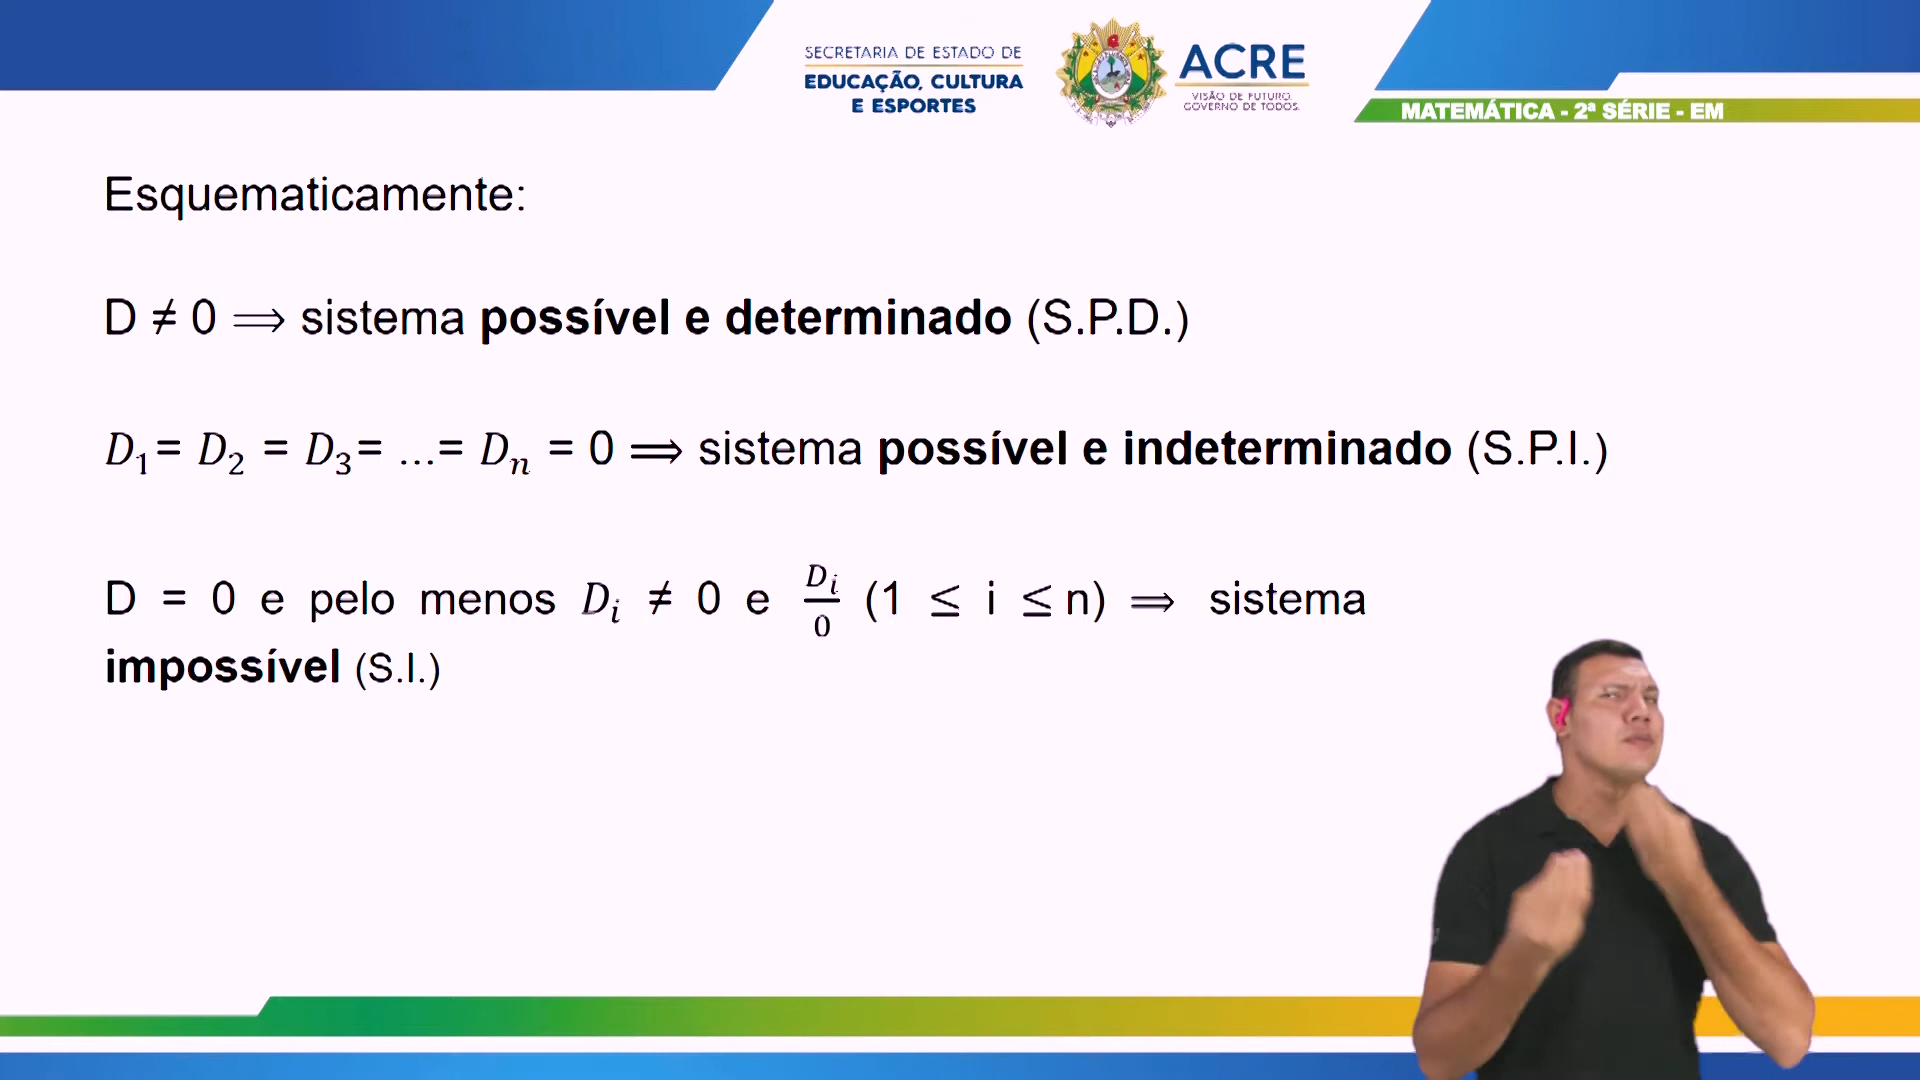 SECRETARIA DE ESTADO DE
EDUCAÇÃO, CULTURA
E ESPORTES
ACRE
VISÃO DE FUTURO.
GOVERNO DE TODOS.
MATEMÁTICA - 2ª SÉRIE - EM
Esquematicamente:
D ≠ 0 ⟹ sistema possível e determinado (S.P.D.)
D₁= D₂ = D₃= ...= Dₙ = 0 ⟹ sistema possível e indeterminado (S.P.I.)
D = 0 e pelo menos Dᵢ ≠ 0 e Dᵢ/0 (1 ≤ i ≤ n) ⟹ sistema
impossível (S.I.)